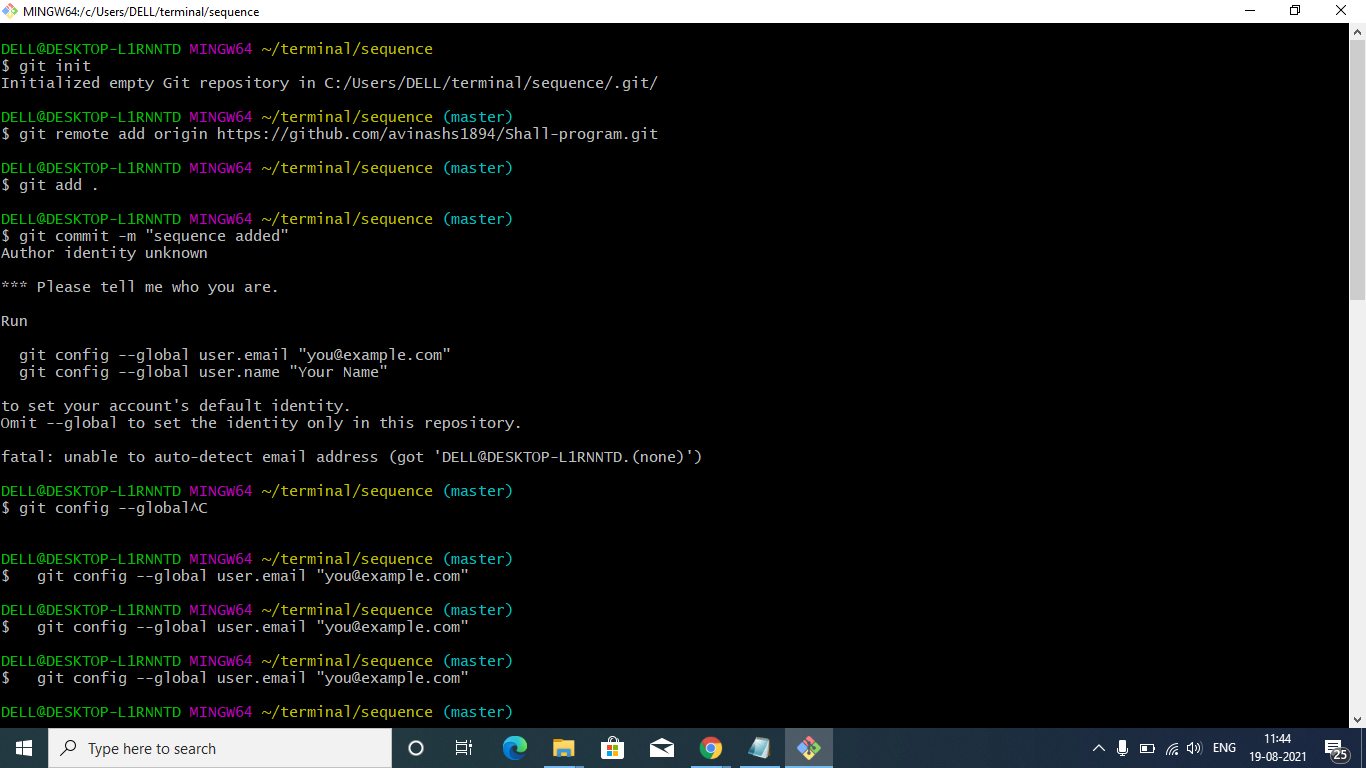 MINGW64:/c/Users/DELL/terminal/sequence
DELL@DESKTOP-L1RNNTD MINGW64 ~/terminal/sequence
$ git init
Initialized empty Git repository in C:/Users/DELL/terminal/sequence/.git/
DELL@DESKTOP-L1RNNTD MINGW64 ~/terminal/sequence (master)
$ git remote add origin https://github.com/avinashs1894/Shall-program.git
DELL@DESKTOP-L1RNNTD MINGW64 ~/terminal/sequence (master)
$ git add .
DELL@DESKTOP-L1RNNTD MINGW64 ~/terminal/sequence (master)
$ git commit -m "sequence added"
Author identity unknown
*** Please tell me who you are.
Run
  git config --global user.email "you@example.com"
  git config --global user.name "Your Name"
to set your account's default identity.
Omit --global to set the identity only in this repository.
fatal: unable to auto-detect email address (got 'DELL@DESKTOP-L1RNNTD.(none)')
DELL@DESKTOP-L1RNNTD MINGW64 ~/terminal/sequence (master)
$ git config --global^C
DELL@DESKTOP-L1RNNTD MINGW64 ~/terminal/sequence (master)
$   git config --global user.email "you@example.com"
DELL@DESKTOP-L1RNNTD MINGW64 ~/terminal/sequence (master)
$   git config --global user.email "you@example.com"
DELL@DESKTOP-L1RNNTD MINGW64 ~/terminal/sequence (master)
$   git config --global user.email "you@example.com"
DELL@DESKTOP-L1RNNTD MINGW64 ~/terminal/sequence (master)
Type here to search
ENG
11:44
19-08-2021
25